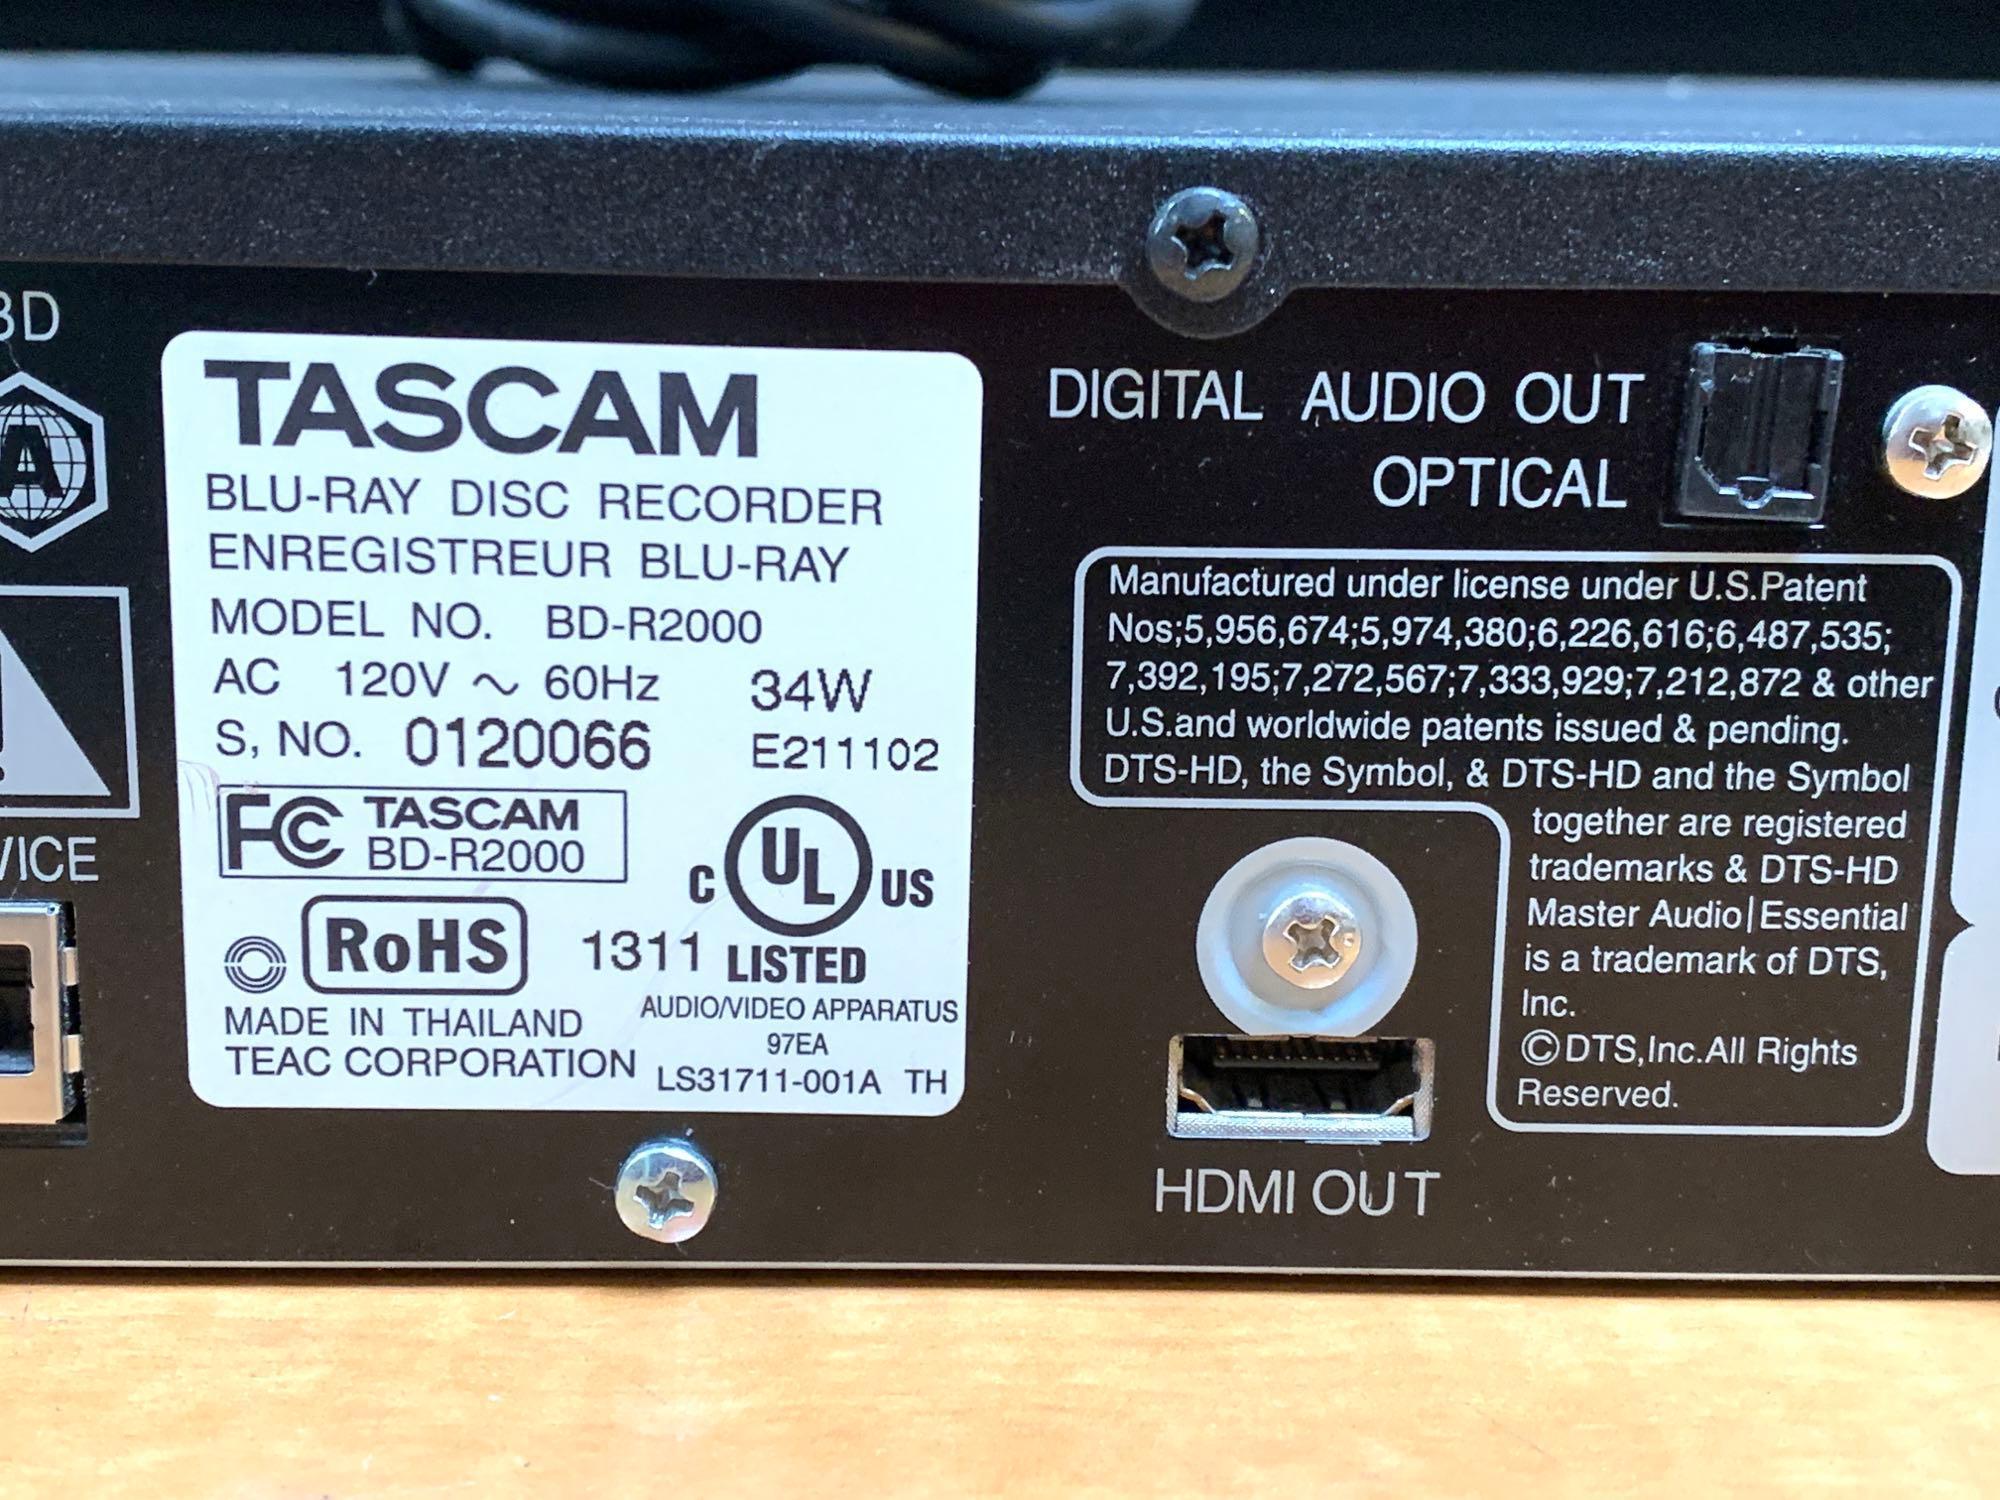 BD
A
VICE
TASCAM
BLU-RAY DISC RECORDER
ENREGISTREUR BLU-RAY
MODEL NO. BD-R2000
AC 120V ~ 60Hz 34W
S, NO. 0120066 E211102
FC TASCAM
BD-R2000
C UL US
LISTED
RoHS 1311
AUDIO/VIDEO APPARATUS
97EA
MADE IN THAILAND
TEAC CORPORATION
LS31711-001A TH
DIGITAL AUDIO OUT
OPTICAL
Manufactured under license under U.S.Patent
Nos;5,956,674;5,974,380;6,226,616;6,487,535;
7,392,195;7,272,567;7,333,929;7,212,872 & other
U.S.and worldwide patents issued & pending.
DTS-HD, the Symbol, & DTS-HD and the Symbol
together are registered
trademarks & DTS-HD
Master Audio|Essential
is a trademark of DTS,
Inc.
©DTS,Inc.All Rights
Reserved.
HDMI OUT